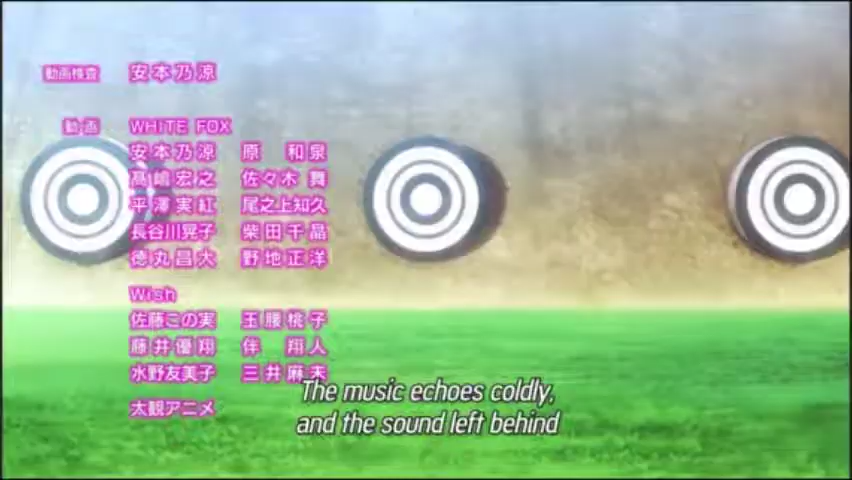 動画検査 安本乃涼
動画 WHITE FOX
安本乃涼 原 和泉
髙嶋宏之 佐々木 舞
平澤実紅 尾之上知久
長谷川晃子 柴田千晶
徳丸昌大 野地正洋
Wish
佐藤この実 玉腰桃子
藤井優翔 伴 翔人
水野友美子 三井麻未
太観アニメ
The music echoes coldly,
and the sound left behind